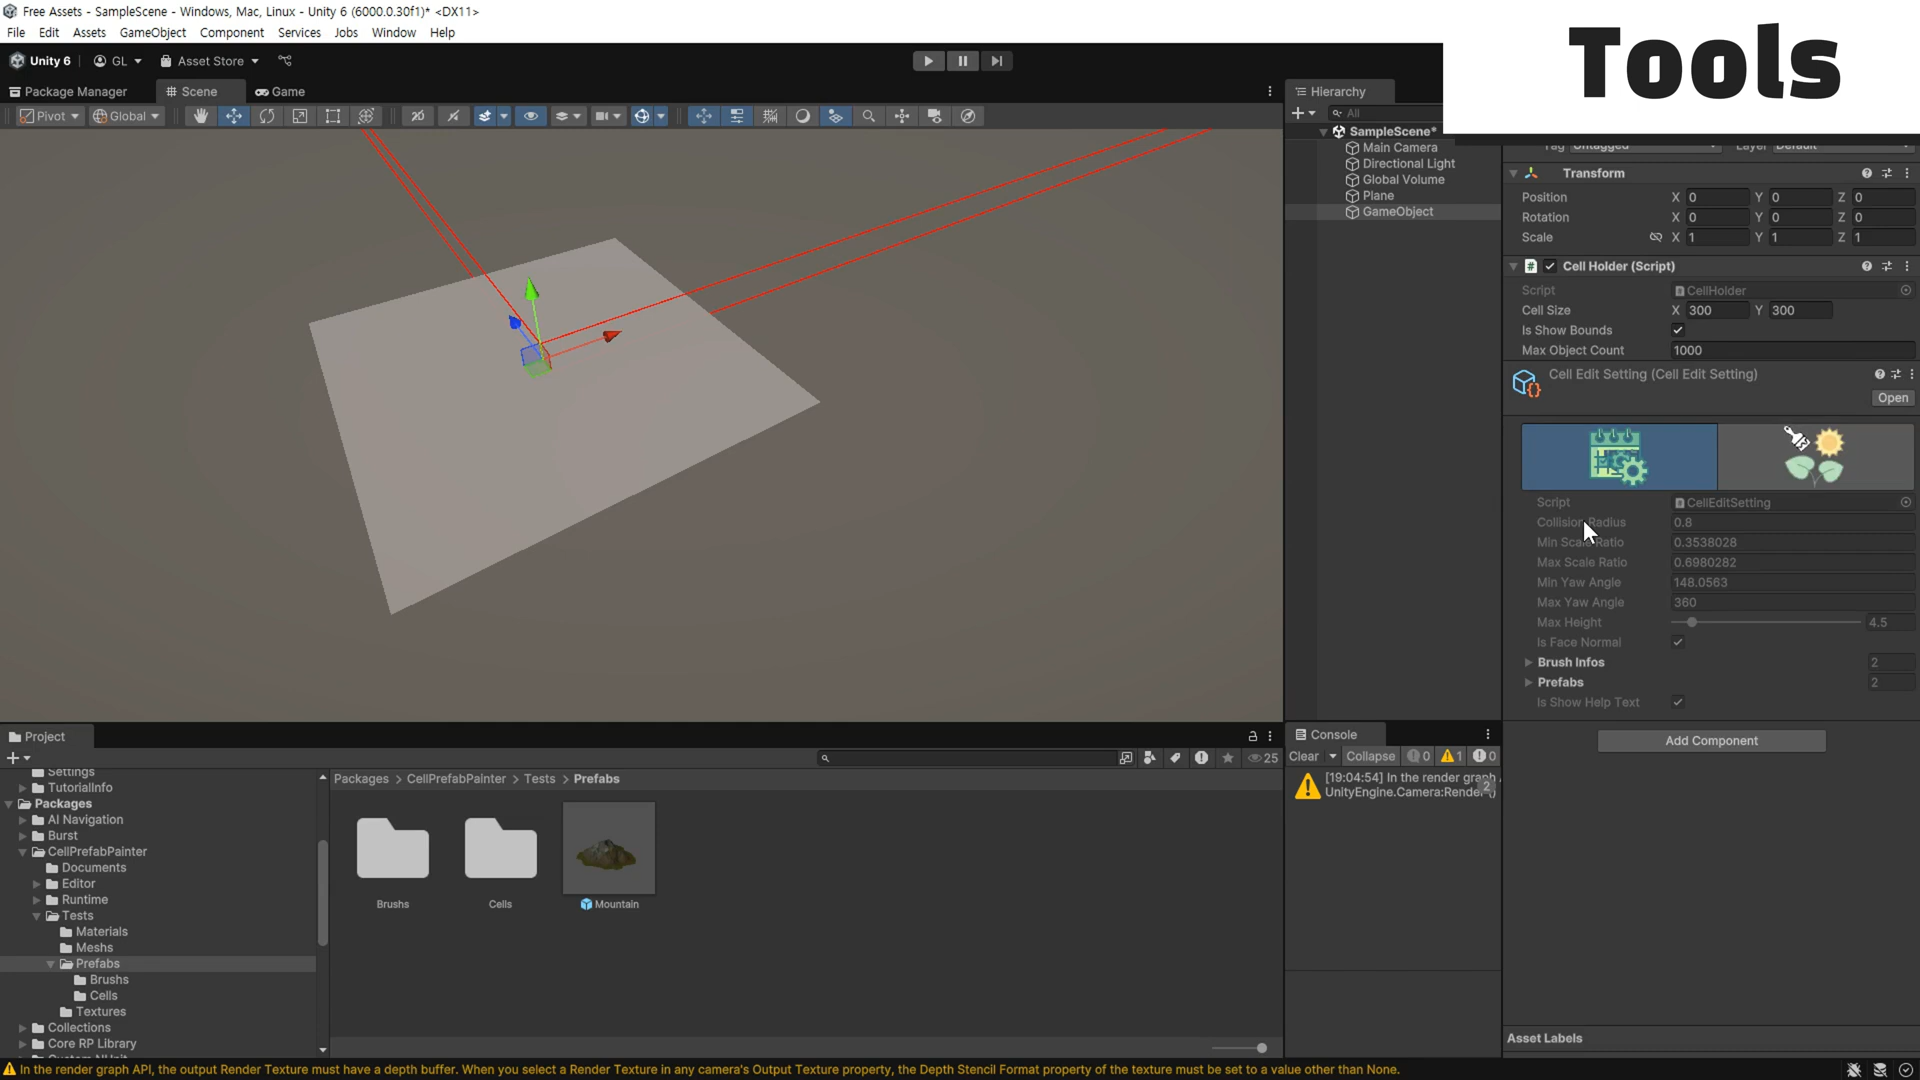 Free Assets - SampleScene - Windows, Mac, Linux - Unity 6 (6000.0.30f1)* <DX11>
File Edit Assets GameObject Component Services Jobs Window Help
Tools
Unity 6 GL Asset Store
Package Manager Scene Game
Hierarchy
Pivot Global
All
SampleScene*
Main Camera
Directional Light
Global Volume
Plane
GameObject
Tag Untagged Layer Default
Transform
Position X 0 Y 0 Z 0
Rotation X 0 Y 0 Z 0
Scale X 1 Y 1 Z 1
Cell Holder (Script)
Script CellHolder
Cell Size X 300 Y 300
Is Show Bounds
Max Object Count 1000
Cell Edit Setting (Cell Edit Setting)
Open
Script CellEditSetting
Collision Radius 0.8
Min Scale Ratio 0.3538028
Max Scale Ratio 0.6980282
Min Yaw Angle 148.0563
Max Yaw Angle 360
Max Height 4.5
Is Face Normal
Brush Infos 2
Prefabs 2
Is Show Help Text
Add Component
Asset Labels
Project
25
Settings
TutorialInfo
Packages
AI Navigation
Burst
CellPrefabPainter
Documents
Editor
Runtime
Tests
Materials
Meshs
Prefabs
Brushs
Cells
Textures
Collections
Core RP Library
Packages > CellPrefabPainter > Tests > Prefabs
Brushs Cells Mountain
Console
Clear Collapse 0 1 0
[19:04:54] In the render graph
UnityEngine.Camera:Render ()
2
In the render graph API, the output Render Texture must have a depth buffer. When you select a Render Texture in any camera's Output Texture property, the Depth Stencil Format property of the texture must be set to a value other than None.